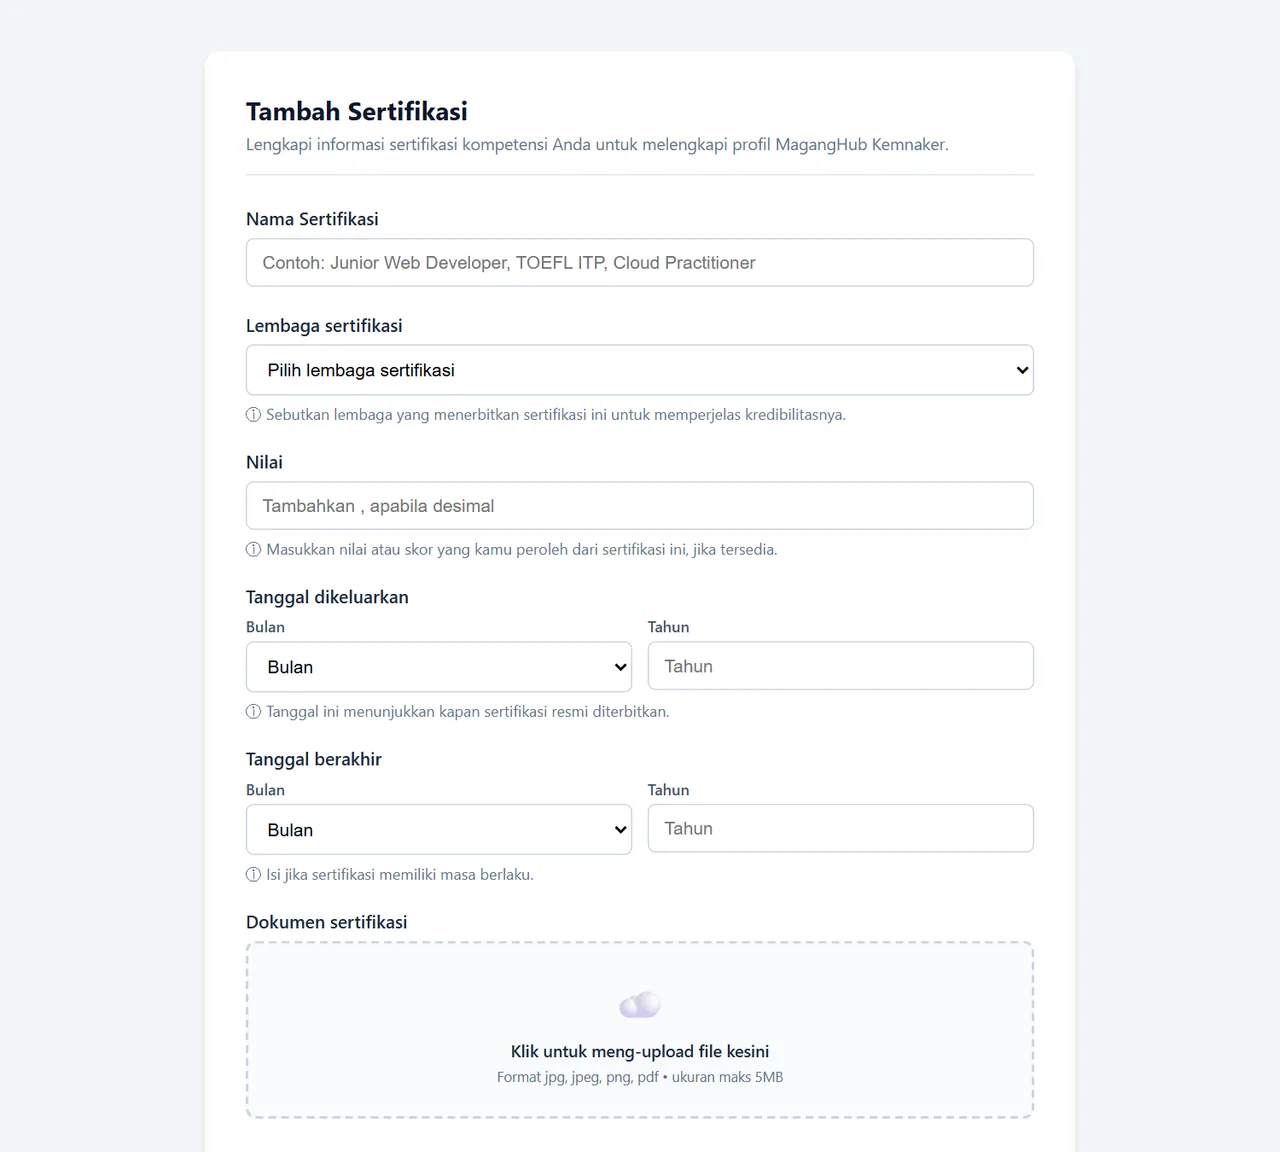 Tambah Sertifikasi
Lengkapi informasi sertifikasi kompetensi Anda untuk melengkapi profil MagangHub Kemnaker.
Nama Sertifikasi
Contoh: Junior Web Developer, TOEFL ITP, Cloud Practitioner
Lembaga sertifikasi
Pilih lembaga sertifikasi
ⓘ Sebutkan lembaga yang menerbitkan sertifikasi ini untuk memperjelas kredibilitasnya.
Nilai
Tambahkan , apabila desimal
ⓘ Masukkan nilai atau skor yang kamu peroleh dari sertifikasi ini, jika tersedia.
Tanggal dikeluarkan
Bulan Tahun
Bulan Tahun
ⓘ Tanggal ini menunjukkan kapan sertifikasi resmi diterbitkan.
Tanggal berakhir
Bulan Tahun
Bulan Tahun
ⓘ Isi jika sertifikasi memiliki masa berlaku.
Dokumen sertifikasi
Klik untuk meng-upload file kesini
Format jpg, jpeg, png, pdf • ukuran maks 5MB